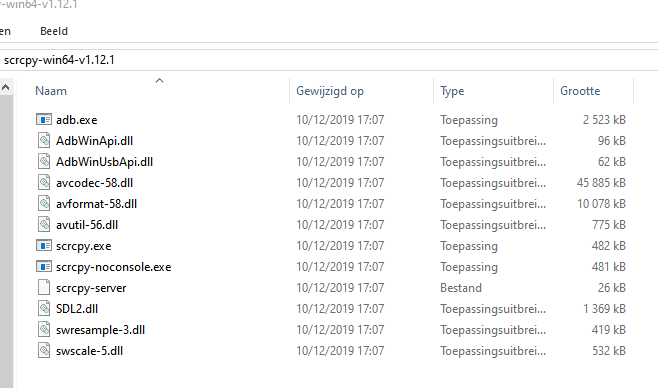 y-win64-v1.12.1
en Beeld
scrcpy-win64-v1.12.1
Naam Gewijzigd op Type Grootte
adb.exe 10/12/2019 17:07 Toepassing 2 523 kB
AdbWinApi.dll 10/12/2019 17:07 Toepassingsuitbrei... 96 kB
AdbWinUsbApi.dll 10/12/2019 17:07 Toepassingsuitbrei... 62 kB
avcodec-58.dll 10/12/2019 17:07 Toepassingsuitbrei... 45 885 kB
avformat-58.dll 10/12/2019 17:07 Toepassingsuitbrei... 10 078 kB
avutil-56.dll 10/12/2019 17:07 Toepassingsuitbrei... 775 kB
scrcpy.exe 10/12/2019 17:07 Toepassing 482 kB
scrcpy-noconsole.exe 10/12/2019 17:07 Toepassing 481 kB
scrcpy-server 10/12/2019 17:07 Bestand 26 kB
SDL2.dll 10/12/2019 17:07 Toepassingsuitbrei... 1 369 kB
swresample-3.dll 10/12/2019 17:07 Toepassingsuitbrei... 419 kB
swscale-5.dll 10/12/2019 17:07 Toepassingsuitbrei... 532 kB